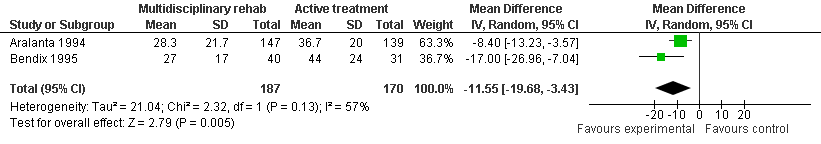 Multidisciplinary rehab Active treatment Mean Difference Mean Difference
Study or Subgroup Mean SD Total Mean SD Total Weight IV, Random, 95% CI IV, Random, 95% CI
Aralanta 1994 28.3 21.7 147 36.7 20 139 63.3% -8.40 [-13.23, -3.57]
Bendix 1995 27 17 40 44 24 31 36.7% -17.00 [-26.96, -7.04]
Total (95% CI) 187 170 100.0% -11.55 [-19.68, -3.43]
Heterogeneity: Tau² = 21.04; Chi² = 2.32, df = 1 (P = 0.13); I² = 57%
Test for overall effect: Z = 2.79 (P = 0.005)
-20 -10 0 10 20
Favours experimental Favours control